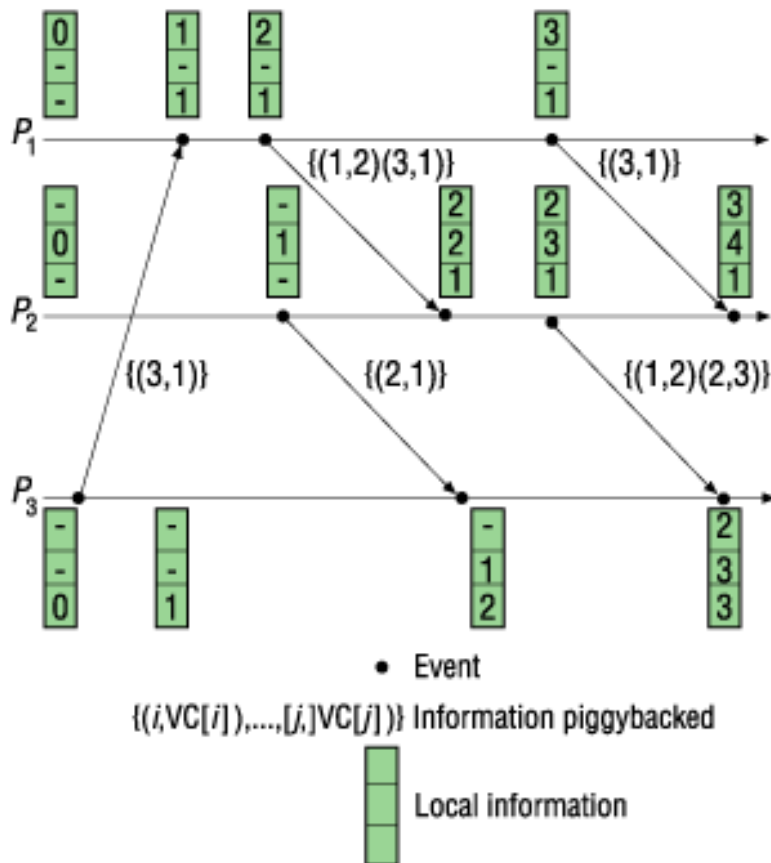 0 1 2 3
- - - -
- 1 1 1
P1
{(1,2)(3,1)} {(3,1)}
- - 2 2 3
0 1 2 3 4
- - 1 1 1
P2
{(3,1)} {(2,1)} {(1,2)(2,3)}
P3
- - - 2
- - 1 3
0 1 2 3
Event
{(i,VC[i]),...,[j,]VC[j])} Information piggybacked
Local information